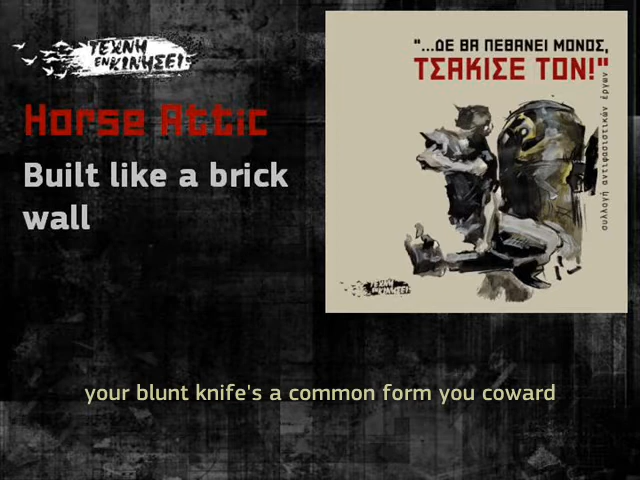 ΤΕΧΝΗ
ΕΝ ΚΙΝΗΣΕΙ
Horse Attic
Built like a brick
wall
"...ΔΕ ΘΑ ΠΕΘΑΝΕΙ ΜΟΝΟΣ,
ΤΣΑΚΙΣΕ ΤΟΝ!"
συλλογή αντιφασιστικών έργων
ΤΕΧΝΗ
ΕΝ ΚΙΝΗΣΕΙ
your blunt knife's a common form you coward